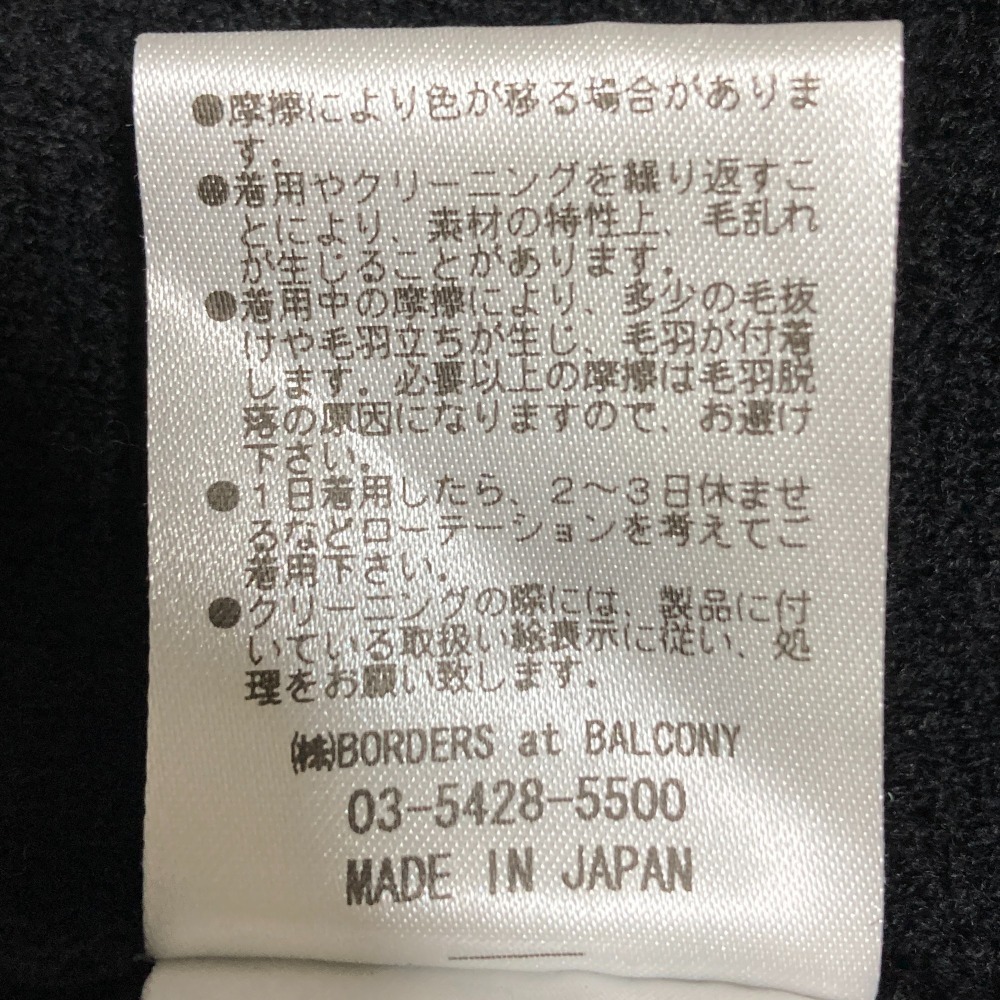 ●摩擦により色が移る場合がありま
す.
●着用やクリーニングを繰り返すこ
とにより、素材の特性上、毛乱れ
が生じることがあります.
●着用中の摩擦により、多少の毛抜
けや毛羽立ちが生じ、毛羽が付着
します.必要以上の摩擦は毛羽脱
落の原因になりますので、お避け
下さい.
●1日着用したら、2〜3日休ませ
るなどローテーションを考えてご
着用下さい.
●クリーニングの際には、製品に付
いている取扱い絵表示に従い、処
理をお願い致します.
㈱BORDERS at BALCONY
03-5428-5500
MADE IN JAPAN